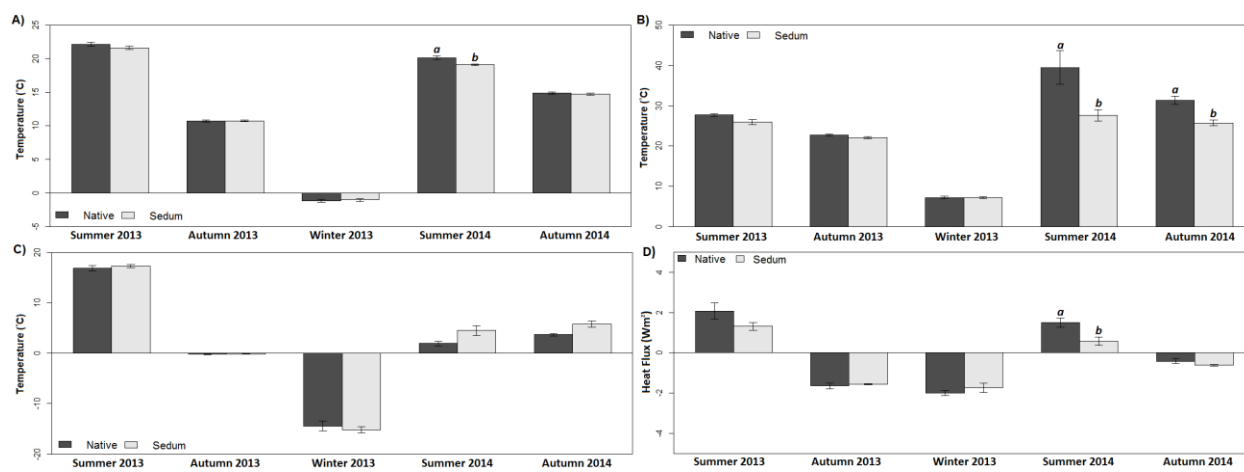 A)
Temperature (˚C)
25
20
15
10
5
0
-5
a
b
Native Sedum
Summer 2013 Autumn 2013 Winter 2013 Summer 2014 Autumn 2014
B)
Temperature (˚C)
50
40
30
20
10
0
Native Sedum
a
b
a
b
Summer 2013 Autumn 2013 Winter 2013 Summer 2014 Autumn 2014
C)
Temperature (˚C)
20
10
0
-10
-20
Native Sedum
Summer 2013 Autumn 2013 Winter 2013 Summer 2014 Autumn 2014
D)
Heat Flux (Wm²)
4
2
0
-2
-4
Native Sedum
a
b
Summer 2013 Autumn 2013 Winter 2013 Summer 2014 Autumn 2014